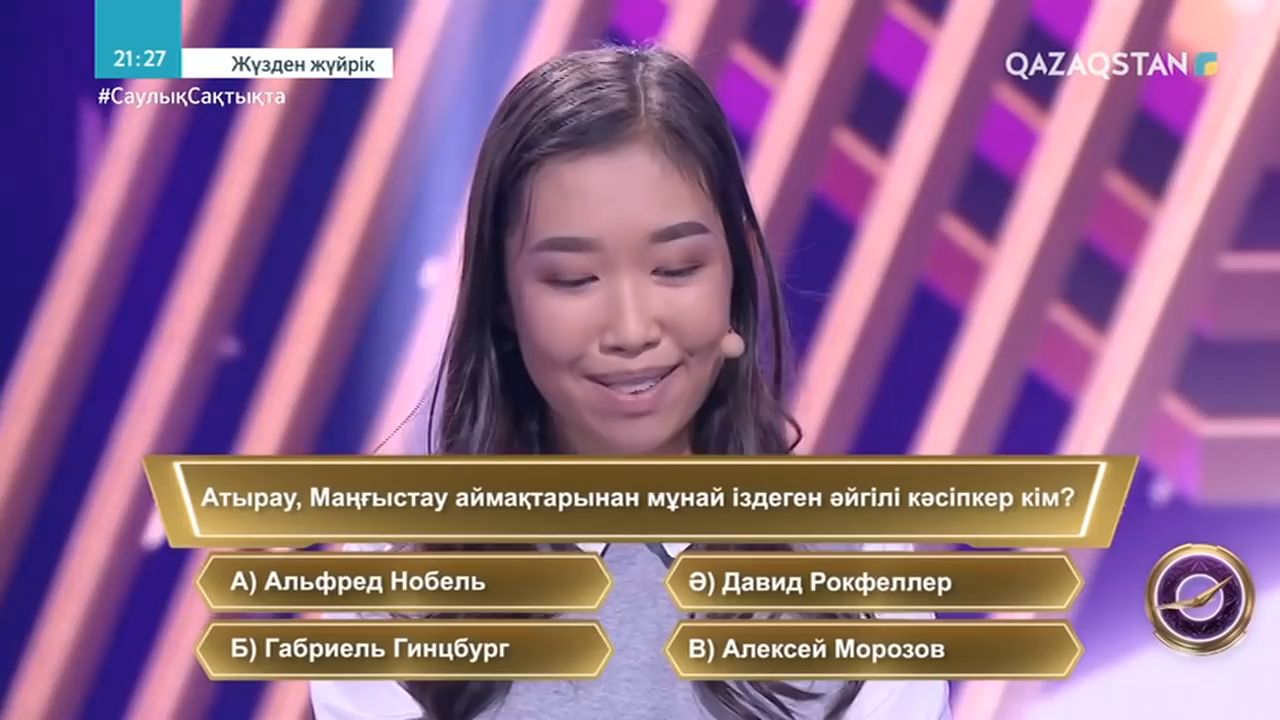 21:27
Жүзден жүйрік
QAZAQSTAN
#СаулықСақтықта
Атырау, Маңғыстау аймақтарынан мұнай іздеген әйгілі кәсіпкер кім?
А) Альфред Нобель
Ә) Давид Рокфеллер
Б) Габриель Гинцбург
В) Алексей Морозов